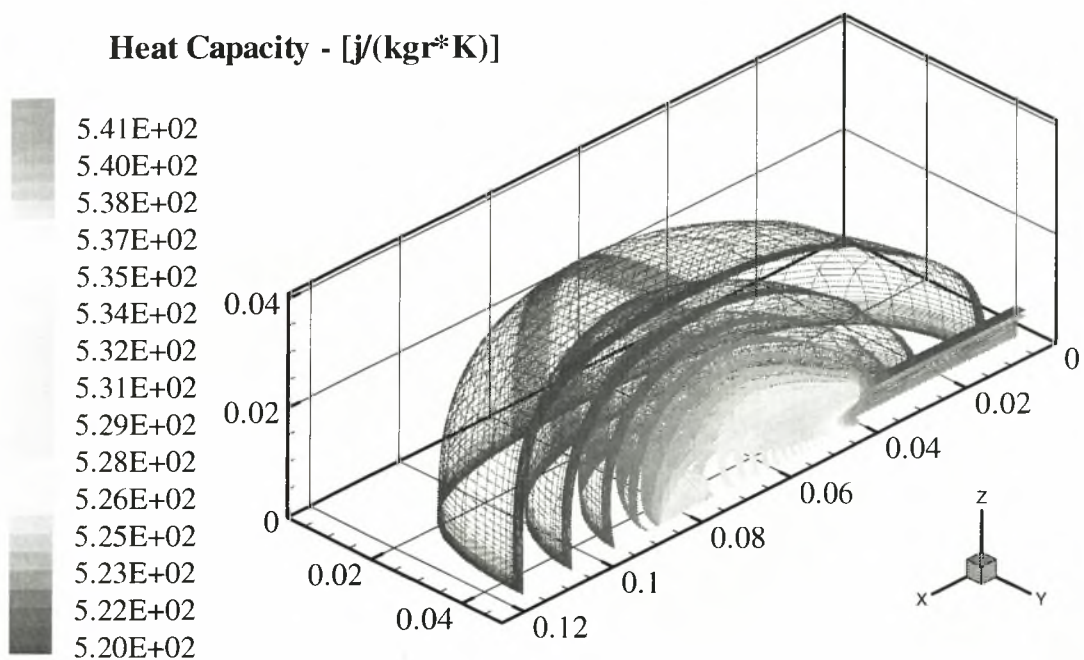 Heat Capacity - [j/(kgr*K)]
5.41E+02
5.40E+02
5.38E+02
5.37E+02
5.35E+02
5.34E+02
5.32E+02
5.31E+02
5.29E+02
5.28E+02
5.26E+02
5.25E+02
5.23E+02
5.22E+02
5.20E+02
0.04
0.02
0
0.02
0.04
0.12
0.1
0.08
0.06
0.04
0.02
0
Z
X
Y